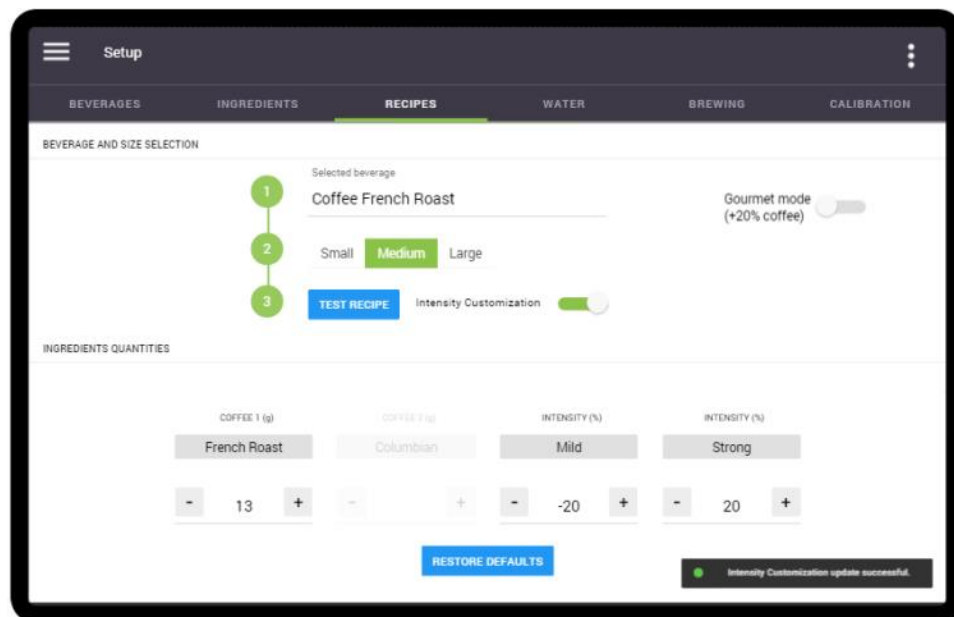 Setup
BEVERAGES INGREDIENTS RECIPES WATER BREWING CALIBRATION
BEVERAGE AND SIZE SELECTION
Selected beverage
1 Coffee French Roast
Gourmet mode
(+20% coffee)
2 Small Medium Large
3 TEST RECIPE Intensity Customization
INGREDIENTS QUANTITIES
COFFEE 1 (g) COFFEE 2 (g) INTENSITY (%) INTENSITY (%)
French Roast Columbian Mild Strong
- 13 + - + - -20 + - 20 +
RESTORE DEFAULTS
Intensity Customization update successful.